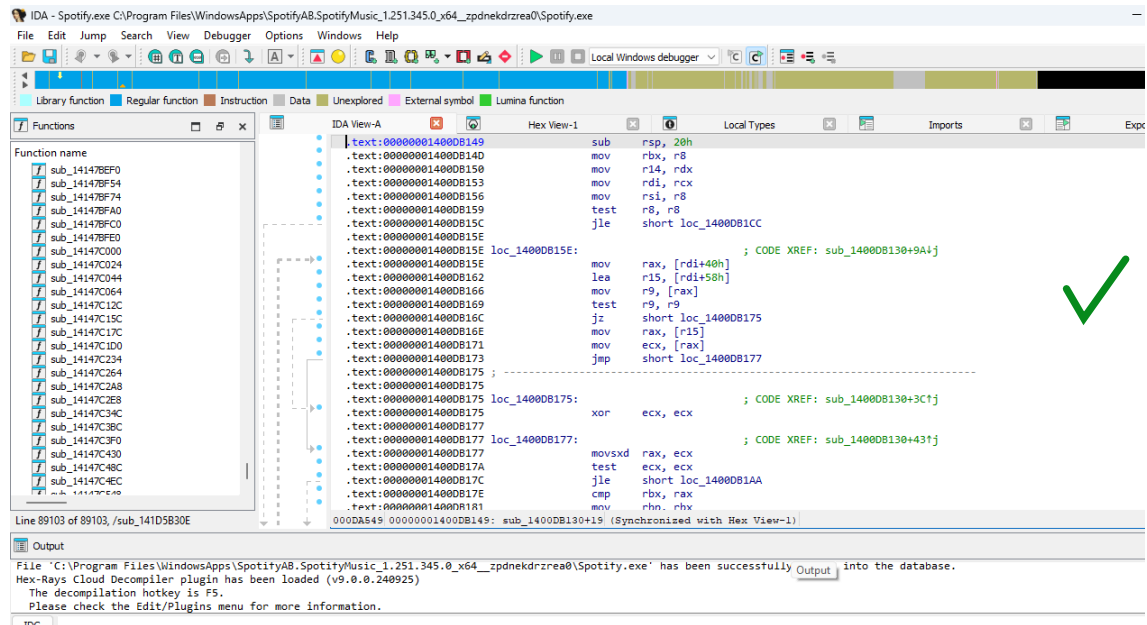 IDA - Spotify.exe C:\Program Files\WindowsApps\SpotifyAB.SpotifyMusic_1.251.345.0_x64__zpdnekdrzrea0\Spotify.exe
File Edit Jump Search View Debugger Options Windows Help
Local Windows debugger
Library function Regular function Instruction Data Unexplored External symbol Lumina function
Functions
IDA View-A Hex View-1 Local Types Imports Expo
Function name
sub_14147BEF0
sub_14147BF54
sub_14147BF74
sub_14147BFA0
sub_14147BFC0
sub_14147BFE0
sub_14147C000
sub_14147C024
sub_14147C044
sub_14147C064
sub_14147C12C
sub_14147C15C
sub_14147C17C
sub_14147C1D0
sub_14147C234
sub_14147C264
sub_14147C2A8
sub_14147C2E8
sub_14147C34C
sub_14147C3BC
sub_14147C3F0
sub_14147C430
sub_14147C48C
sub_14147C4EC
Line 89103 of 89103, /sub_141D5B30E
.text:00000001400DB149 sub rsp, 20h
.text:00000001400DB14D mov rbx, r8
.text:00000001400DB150 mov r14, rdx
.text:00000001400DB153 mov rdi, rcx
.text:00000001400DB156 mov rsi, r8
.text:00000001400DB159 test r8, r8
.text:00000001400DB15C jle short loc_1400DB1CC
.text:00000001400DB15E
.text:00000001400DB15E loc_1400DB15E: ; CODE XREF: sub_1400DB130+9A↓j
.text:00000001400DB15E mov rax, [rdi+40h]
.text:00000001400DB162 lea r15, [rdi+58h]
.text:00000001400DB166 mov r9, [rax]
.text:00000001400DB169 test r9, r9
.text:00000001400DB16C jz short loc_1400DB175
.text:00000001400DB16E mov rax, [r15]
.text:00000001400DB171 mov ecx, [rax]
.text:00000001400DB173 jmp short loc_1400DB177
.text:00000001400DB175 ; ---------------------------------------------------------------------------
.text:00000001400DB175
.text:00000001400DB175 loc_1400DB175: ; CODE XREF: sub_1400DB130+3C↑j
.text:00000001400DB175 xor ecx, ecx
.text:00000001400DB177
.text:00000001400DB177 loc_1400DB177: ; CODE XREF: sub_1400DB130+43↑j
.text:00000001400DB177 movsxd rax, ecx
.text:00000001400DB17A test ecx, ecx
.text:00000001400DB17C jle short loc_1400DB1AA
.text:00000001400DB17E cmp rbx, rax
.text:00000001400DB181 mov rbp, rbx
000DA549 00000001400DB149: sub_1400DB130+19 (Synchronized with Hex View-1)
Output
File 'C:\Program Files\WindowsApps\SpotifyAB.SpotifyMusic_1.251.345.0_x64__zpdnekdrzrea0\Spotify.exe' has been successfully into the database.
Output
Hex-Rays Cloud Decompiler plugin has been loaded (v9.0.0.240925)
The decompilation hotkey is F5.
Please check the Edit/Plugins menu for more information.
IDC